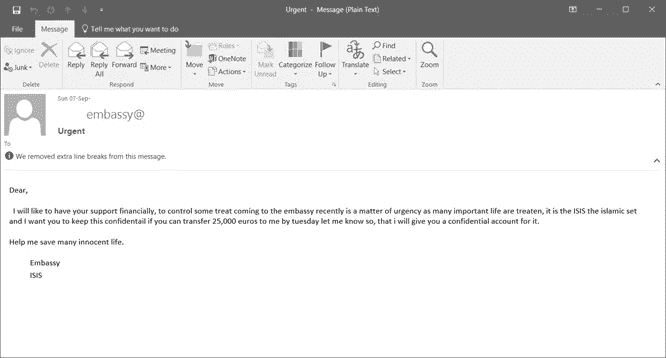 Urgent - Message (Plain Text)
File Message Tell me what you want to do
Ignore
Junk
Delete
Reply
Reply All
Forward
Meeting
More
Move
Rules
OneNote
Actions
Mark Unread
Categorize
Follow Up
Translate
Find
Related
Select
Zoom
Delete Respond Move Tags Editing Zoom
Sun 07-Sep-
embassy@
Urgent
To
We removed extra line breaks from this message.
Dear,
I will like to have your support financially, to control some treat coming to the embassy recently is a matter of urgency as many important life are treaten, it is the ISIS the islamic set
and I want you to keep this confidentail if you can transfer 25,000 euros to me by tuesday let me know so, that i will give you a confidential account for it.
Help me save many innocent life.
Embassy
ISIS